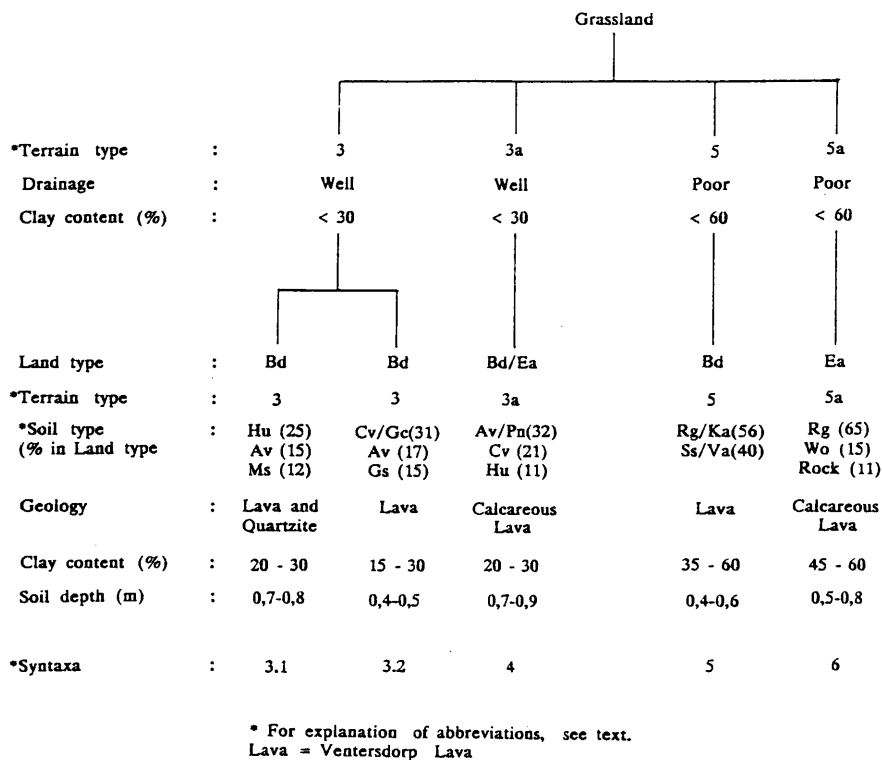 Grassland
*Terrain type : 3 3a 5 5a
Drainage : Well Well Poor Poor
Clay content (%) : < 30 < 30 < 60 < 60
Land type : Bd Bd Bd/Ea Bd Ea
*Terrain type : 3 3 3a 5 5a
*Soil type : Hu (25) Cv/Gc(31) Av/Pn(32) Rg/Ka(56) Rg (65)
(% in Land type Av (15) Av (17) Cv (21) Ss/Va(40) Wo (15)
Ms (12) Gs (15) Hu (11) Rock (11)
Geology : Lava and Lava Calcareous Lava Calcareous
Quartzite Lava Lava
Clay content (%) : 20 - 30 15 - 30 20 - 30 35 - 60 45 - 60
Soil depth (m) : 0,7-0,8 0,4-0,5 0,7-0,9 0,4-0,6 0,5-0,8
*Syntaxa : 3.1 3.2 4 5 6
* For explanation of abbreviations, see text.
Lava = Ventersdorp Lava